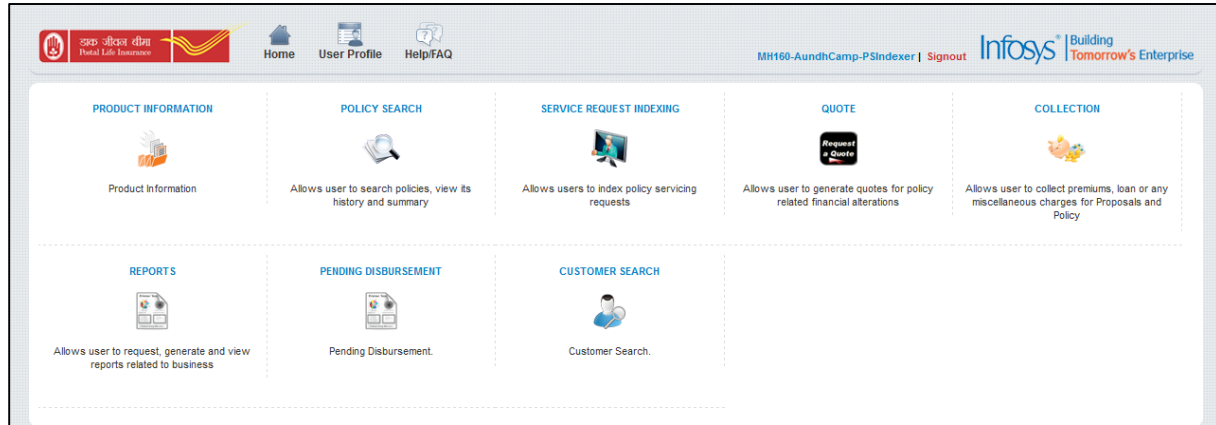 डाक जीवन बीमा
Postal Life Insurance
Home User Profile Help/FAQ
MH160-AundhCamp-PSIndexer | Signout
Infosys® | Building
Tomorrow's Enterprise
PRODUCT INFORMATION POLICY SEARCH SERVICE REQUEST INDEXING QUOTE COLLECTION
Request
a Quote
Product Information
Allows user to search policies, view its
history and summary
Allows users to index policy servicing
requests
Allows user to generate quotes for policy
related financial alterations
Allows user to collect premiums, loan or any
miscellaneous charges for Proposals and
Policy
REPORTS PENDING DISBURSEMENT CUSTOMER SEARCH
Allows user to request, generate and view
reports related to business
Pending Disbursement.
Customer Search.